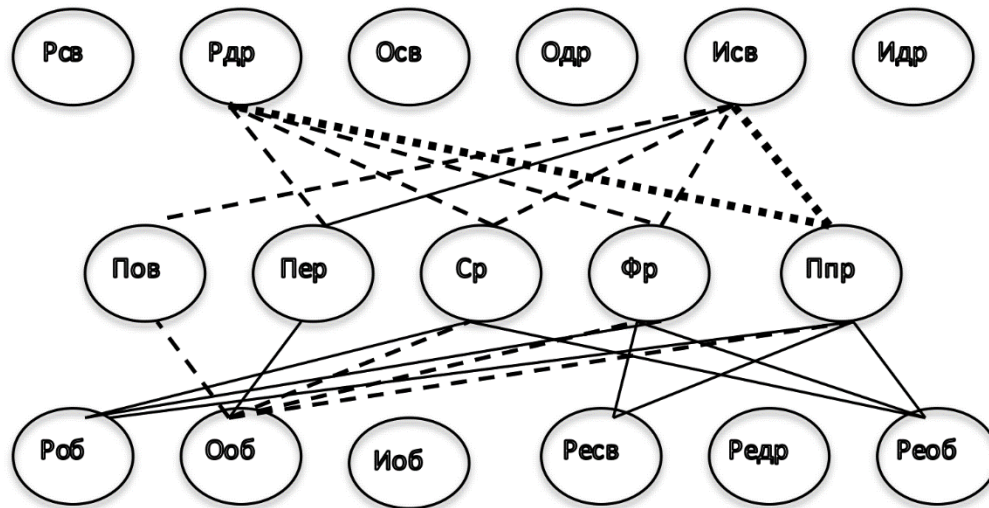 Рсв Рдр Осв Одр Исв Идр
Пов Пер Ср Фр Ппр
Роб Ооб Иоб Ресв Редр Реоб